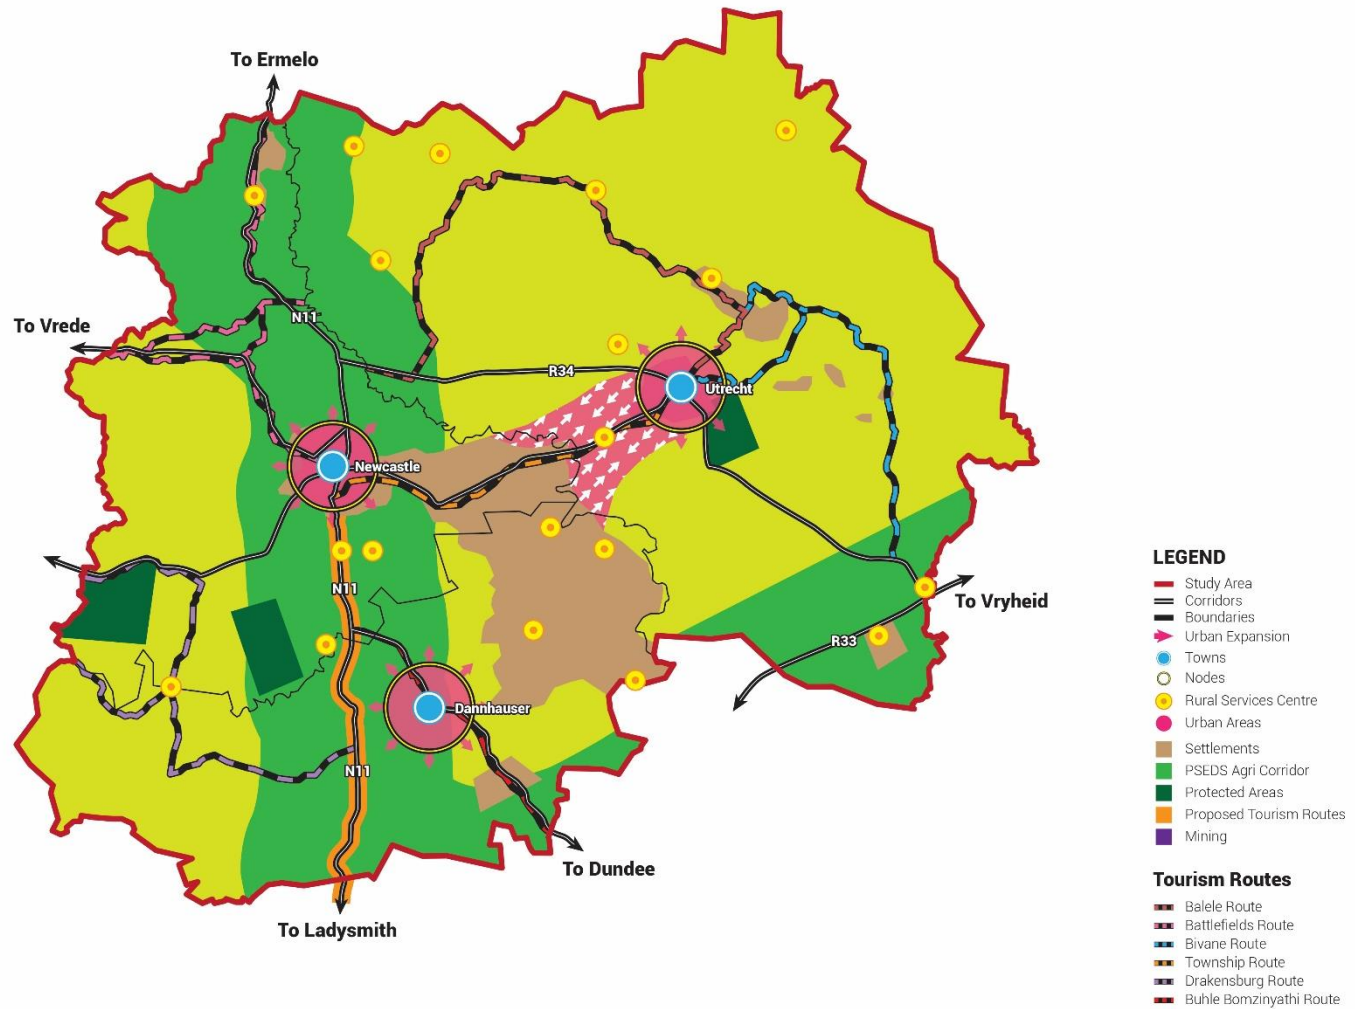 To Ermelo
To Vrede
N11
R34
Utrecht
Newcastle
N11
To Vryheid
R33
Dannhauser
N11
To Dundee
To Ladysmith
LEGEND
Study Area
Corridors
Boundaries
Urban Expansion
Towns
Nodes
Rural Services Centre
Urban Areas
Settlements
PSEDS Agri Corridor
Protected Areas
Proposed Tourism Routes
Mining
Tourism Routes
Balele Route
Battlefields Route
Bivane Route
Township Route
Drakensburg Route
Buhle Bomzinyathi Route